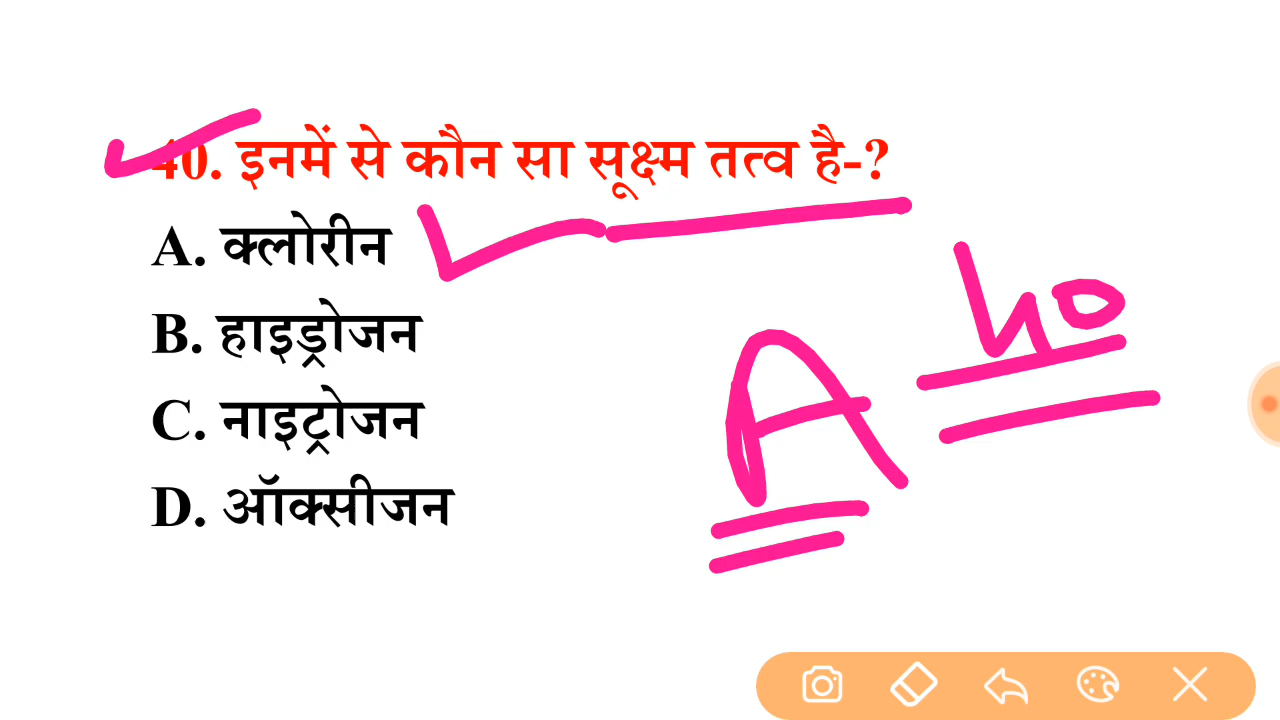 40. इनमें से कौन सा सूक्ष्म तत्व है-?
A. क्लोरीन
B. हाइड्रोजन
C. नाइट्रोजन
D. ऑक्सीजन
A
40